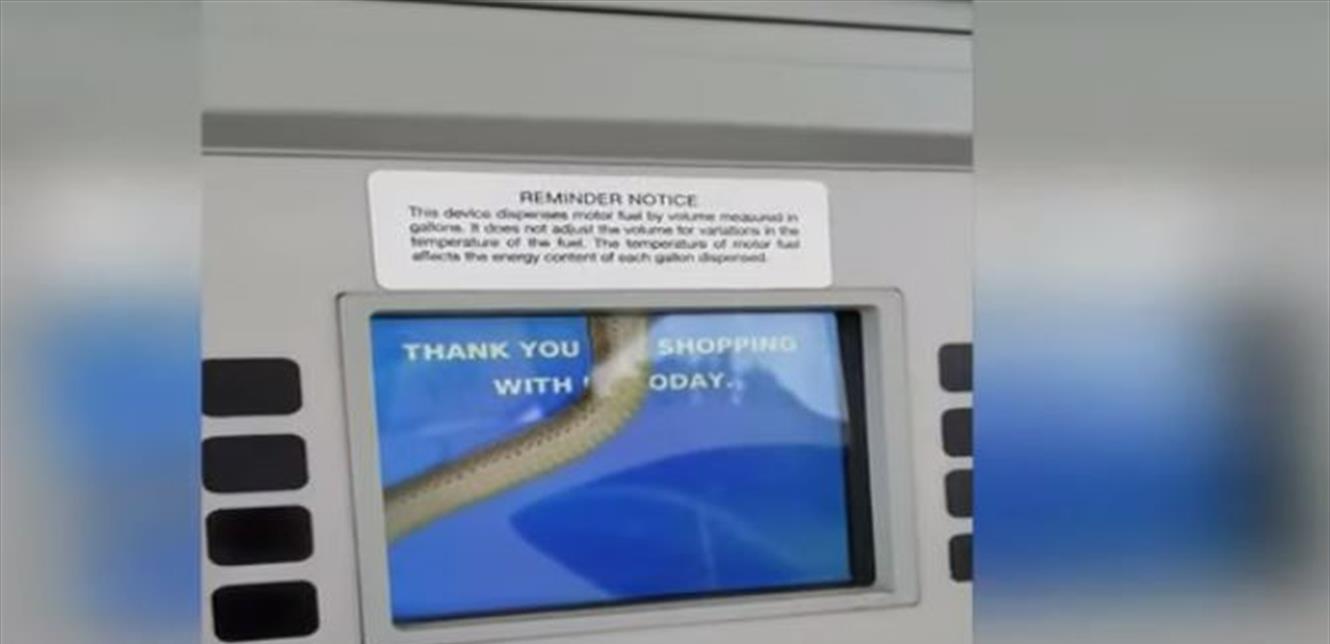 REMINDER NOTICE
This device dispenses motor fuel by volume measured in
gallons. It does not adjust the volume for variations in the
temperature of the fuel. The temperature of motor fuel
affects the energy content of each gallon dispensed.
THANK YOU SHOPPING
WITH ODAY.